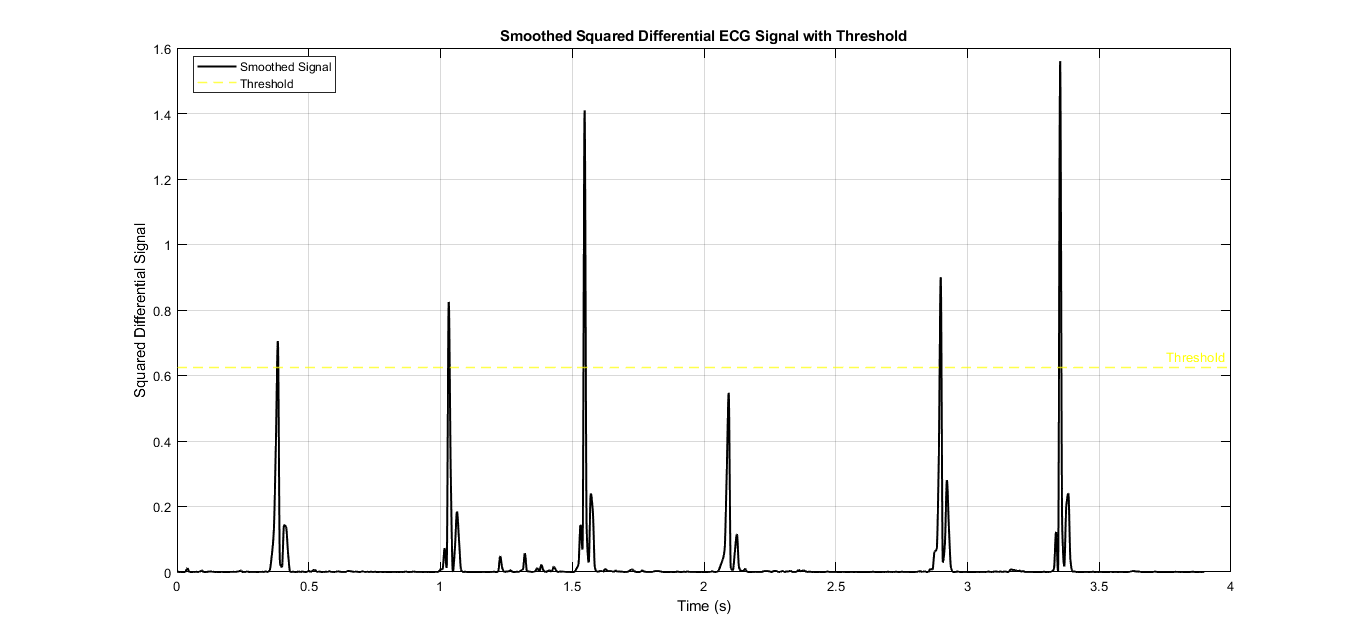 Smoothed Squared Differential ECG Signal with Threshold
1.6
Smoothed Signal
Threshold
1.4
1.2
1
0.8
Threshold
0.6
0.4
0.2
0
Squared Differential Signal
0 0.5 1 1.5 2 2.5 3 3.5 4
Time (s)